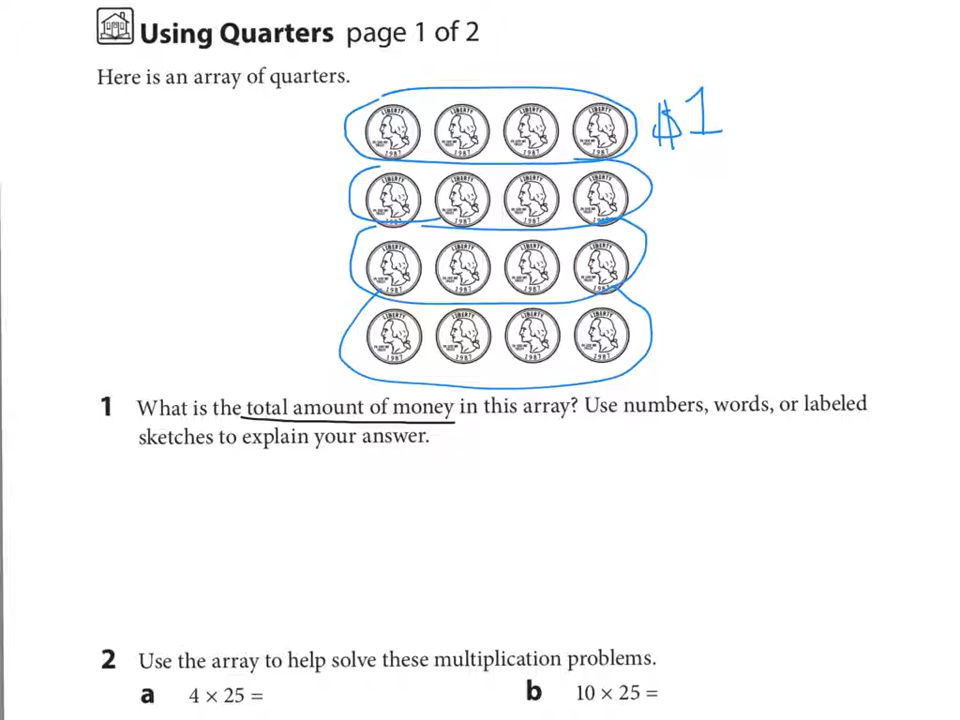 Using Quarters page 1 of 2
Here is an array of quarters.
$1
1 What is the total amount of money in this array? Use numbers, words, or labeled
sketches to explain your answer.
2 Use the array to help solve these multiplication problems.
a 4 × 25 =
b 10 × 25 =